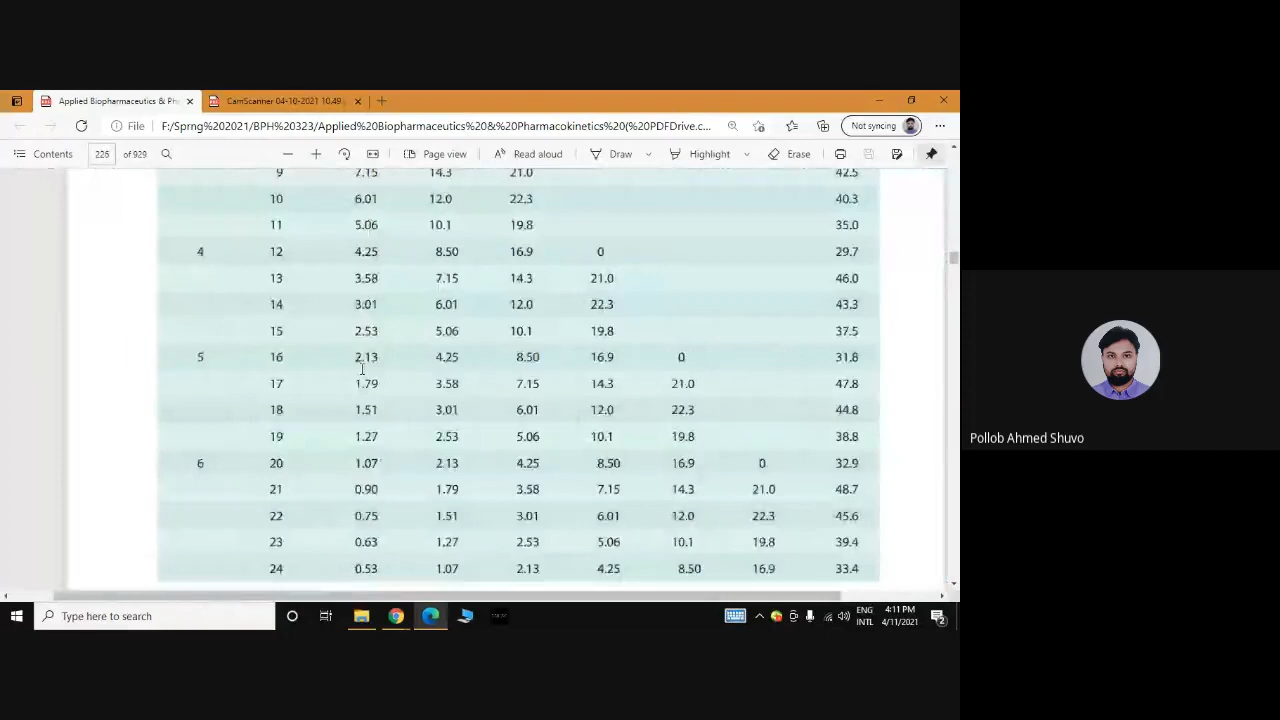 Applied Biopharmaceutics & Ph
CamScanner 04-10-2021 10.49
File F:/Sprng%202021/BPH%20323/Applied%20Biopharmaceutics%20&%20Pharmacokinetics%20(%20PDFDrive.c... Not syncing
Contents 226 of 929 Page view Read aloud Draw Highlight Erase
9 7.15 14.3 21.0 42.5
10 6.01 12.0 22.3 40.3
11 5.06 10.1 19.8 35.0
4 12 4.25 8.50 16.9 0 29.7
13 3.58 7.15 14.3 21.0 46.0
14 3.01 6.01 12.0 22.3 43.3
15 2.53 5.06 10.1 19.8 37.5
5 16 2.13 4.25 8.50 16.9 0 31.8
17 1.79 3.58 7.15 14.3 21.0 47.8
18 1.51 3.01 6.01 12.0 22.3 44.8
19 1.27 2.53 5.06 10.1 19.8 38.8
6 20 1.07 2.13 4.25 8.50 16.9 0 32.9
21 0.90 1.79 3.58 7.15 14.3 21.0 48.7
22 0.75 1.51 3.01 6.01 12.0 22.3 45.6
23 0.63 1.27 2.53 5.06 10.1 19.8 39.4
24 0.53 1.07 2.13 4.25 8.50 16.9 33.4
Pollob Ahmed Shuvo
Type here to search
ENG 4:11 PM
INTL 4/11/2021 2